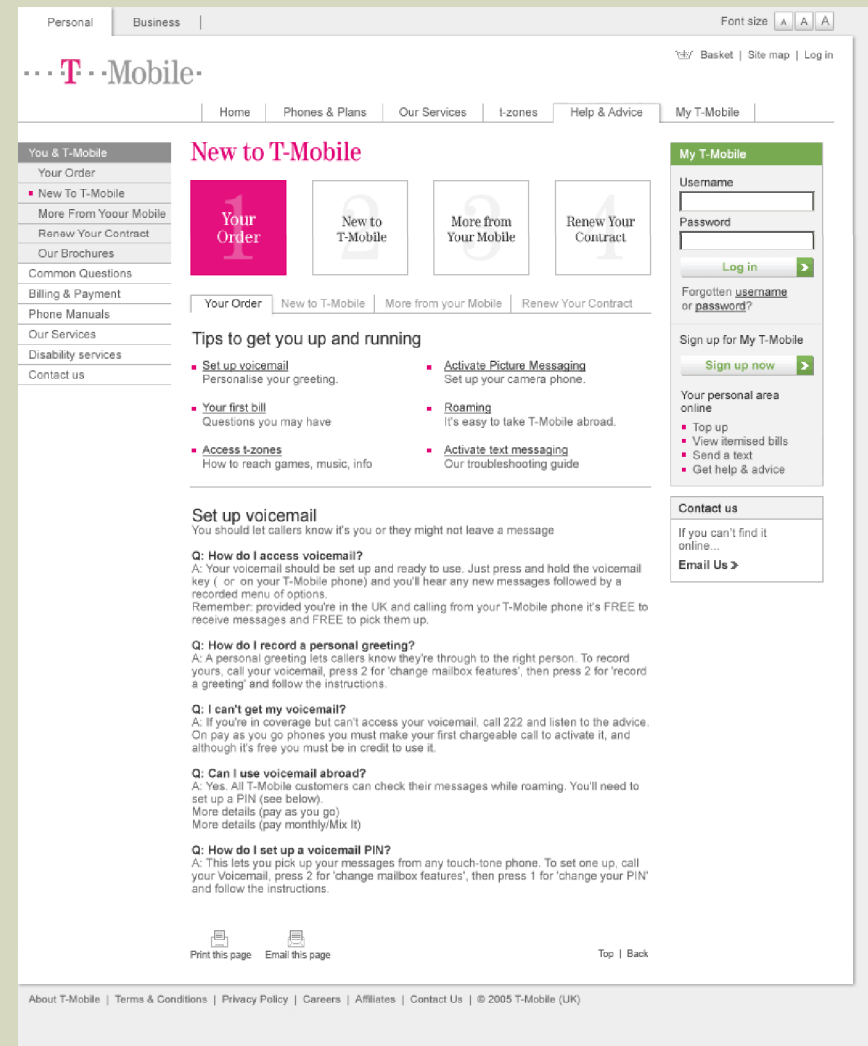 Personal
Business
Font size A A A
Basket | Site map | Log in
T Mobile
Home
Phones & Plans
Our Services
t-zones
Help & Advice
My T-Mobile
You & T-Mobile
Your Order
New To T-Mobile
More From Yoour Mobile
Renew Your Contract
Our Brochures
Common Questions
Billing & Payment
Phone Manuals
Our Services
Disability services
Contact us
New to T-Mobile
1
Your
Order
2
New to
T-Mobile
3
More from
Your Mobile
4
Renew Your
Contract
Your Order
New to T-Mobile
More from your Mobile
Renew Your Contract
Tips to get you up and running
Set up voicemail
Personalise your greeting.
Activate Picture Messaging
Set up your camera phone.
Your first bill
Questions you may have
Roaming
It's easy to take T-Mobile abroad.
Access t-zones
How to reach games, music, info
Activate text messaging
Our troubleshooting guide
Set up voicemail
You should let callers know it's you or they might not leave a message
Q: How do I access voicemail?
A: Your voicemail should be set up and ready to use. Just press and hold the voicemail
key ( or on your T-Mobile phone) and you'll hear any new messages followed by a
recorded menu of options.
Remember: provided you're in the UK and calling from your T-Mobile phone it's FREE to
receive messages and FREE to pick them up.
Q: How do I record a personal greeting?
A: A personal greeting lets callers know they're through to the right person. To record
yours, call your voicemail, press 2 for 'change mailbox features', then press 2 for 'record
a greeting' and follow the instructions.
Q: I can't get my voicemail?
A: If you're in coverage but can't access your voicemail, call 222 and listen to the advice.
On pay as you go phones you must make your first chargeable call to activate it, and
although it's free you must be in credit to use it.
Q: Can I use voicemail abroad?
A: Yes. All T-Mobile customers can check their messages while roaming. You'll need to
set up a PIN (see below).
More details (pay as you go)
More details (pay monthly/Mix It)
Q: How do I set up a voicemail PIN?
A: This lets you pick up your messages from any touch-tone phone. To set one up, call
your Voicemail, press 2 for 'change mailbox features', then press 1 for 'change your PIN'
and follow the instructions.
Print this page
Email this page
Top | Back
My T-Mobile
Username
Password
Log in
Forgotten username
or password?
Sign up for My T-Mobile
Sign up now
Your personal area
online
Top up
View itemised bills
Send a text
Get help & advice
Contact us
If you can't find it
online...
Email Us
About T-Mobile | Terms & Conditions | Privacy Policy | Careers | Affiliates | Contact Us | © 2005 T-Mobile (UK)